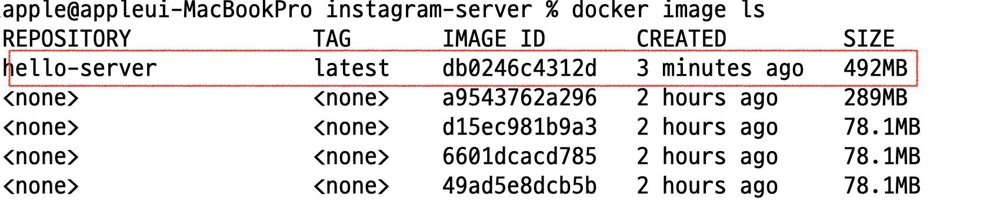 apple@appleui-MacBookPro instagram-server % docker image ls
REPOSITORY TAG IMAGE ID CREATED SIZE
hello-server latest db0246c4312d 3 minutes ago 492MB
<none> <none> a9543762a296 2 hours ago 289MB
<none> <none> d15ec981b9a3 2 hours ago 78.1MB
<none> <none> 6601dcacd785 2 hours ago 78.1MB
<none> <none> 49ad5e8dcb5b 2 hours ago 78.1MB